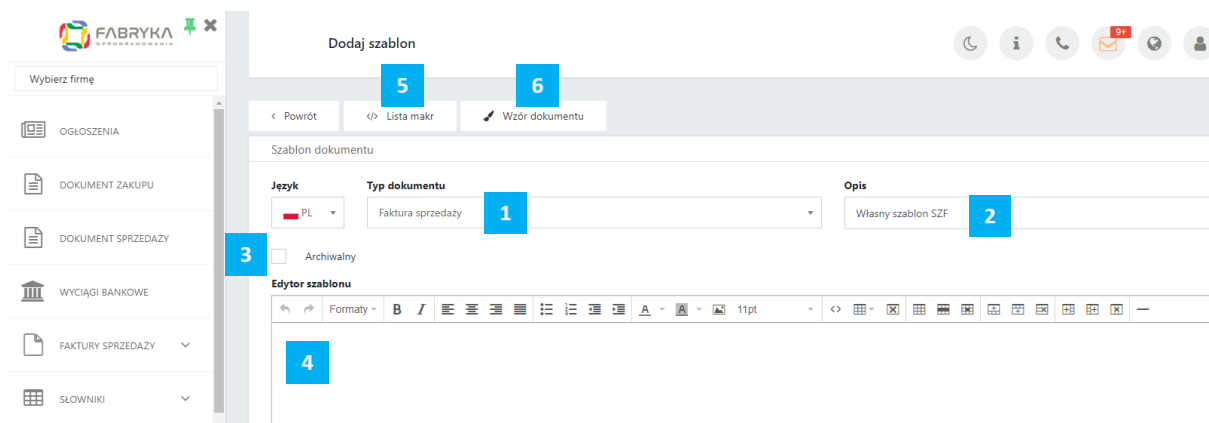 FABRYKA
OPROGRAMOWANIA
Wybierz firmę
OGŁOSZENIA
DOKUMENT ZAKUPU
DOKUMENT SPRZEDAŻY
WYCIĄGI BANKOWE
FAKTURY SPRZEDAŻY
SŁOWNIKI
Dodaj szablon
9+
5 6
Powrót </> Lista makr Wzór dokumentu
Szablon dokumentu
Język Typ dokumentu Opis
PL Faktura sprzedaży 1 Własny szablon SZF 2
3 Archiwalny
Edytor szablonu
Formaty B I A A 11pt <>
4